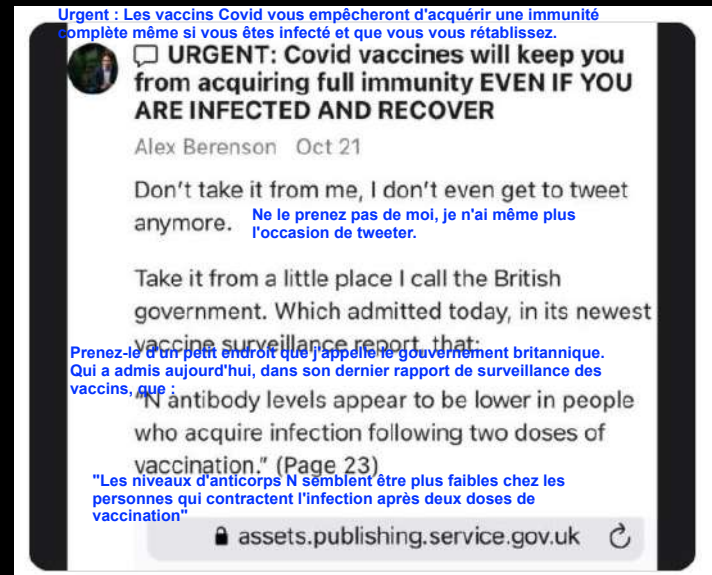 Urgent : Les vaccins Covid vous empêcheront d'acquérir une immunité
complète même si vous êtes infecté et que vous vous rétablissez.
URGENT: Covid vaccines will keep you
from acquiring full immunity EVEN IF YOU
ARE INFECTED AND RECOVER
Alex Berenson Oct 21
Don't take it from me, I don't even get to tweet
anymore.
Ne le prenez pas de moi, je n'ai même plus
l'occasion de tweeter.
Take it from a little place I call the British
government. Which admitted today, in its newest
vaccine surveillance report, that:
Prenez-le d'un petit endroit que j'appelle le gouvernement britannique.
Qui a admis aujourd'hui, dans son dernier rapport de surveillance des
vaccins, que :
"N antibody levels appear to be lower in people
who acquire infection following two doses of
vaccination." (Page 23)
"Les niveaux d'anticorps N semblent être plus faibles chez les
personnes qui contractent l'infection après deux doses de
vaccination"
assets.publishing.service.gov.uk